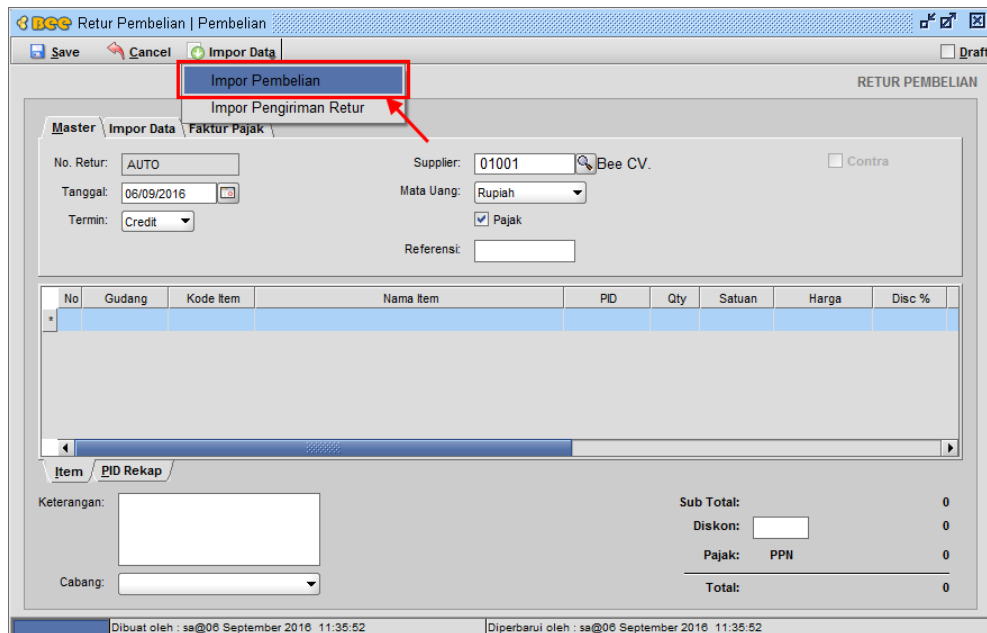 Bee Retur Pembelian | Pembelian
Save Cancel Impor Data Draft
Impor Pembelian
RETUR PEMBELIAN
Impor Pengiriman Retur
Master Impor Data Faktur Pajak
No. Retur: AUTO Supplier: 01001 Bee CV. Contra
Tanggal: 06/09/2016 Mata Uang: Rupiah
Termin: Credit Pajak
Referensi:
No Gudang Kode Item Nama Item PID Qty Satuan Harga Disc %
*
Item PID Rekap
Keterangan: Sub Total: 0
Diskon: 0
Pajak: PPN 0
Cabang: Total: 0
Dibuat oleh : sa@06 September 2016 11:35:52 Diperbarui oleh : sa@06 September 2016 11:35:52